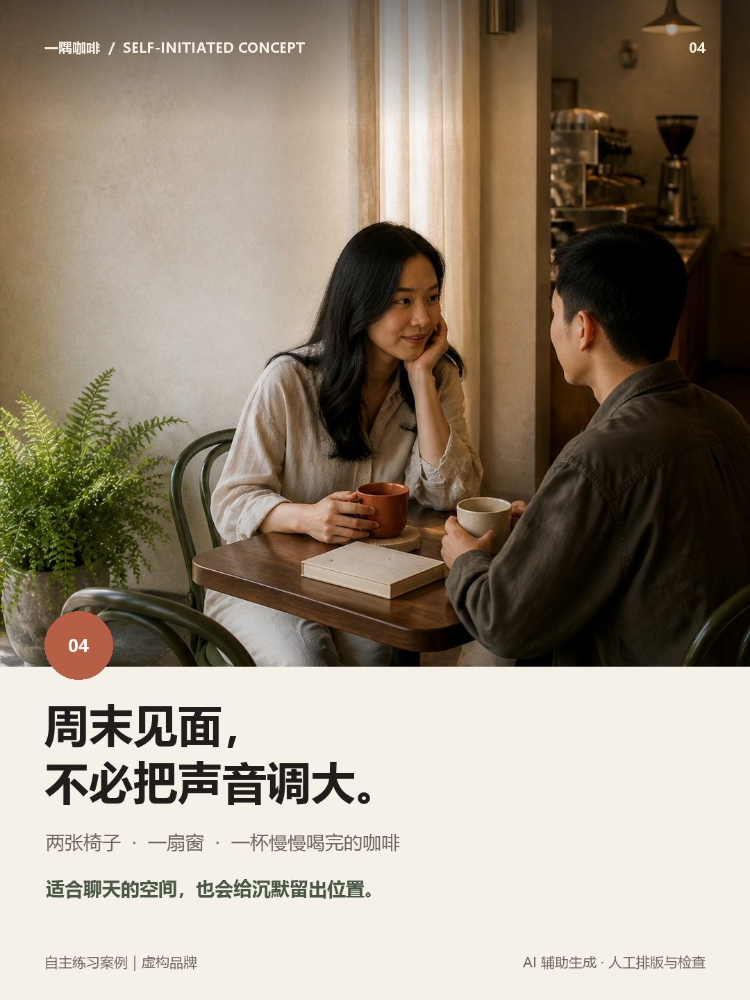 一隅咖啡 / SELF-INITIATED CONCEPT
04
04
周末见面，
不必把声音调大。
两张椅子 · 一扇窗 · 一杯慢慢喝完的咖啡
适合聊天的空间，也会给沉默留出位置。
自主练习案例｜虚构品牌
AI 辅助生成 · 人工排版与检查